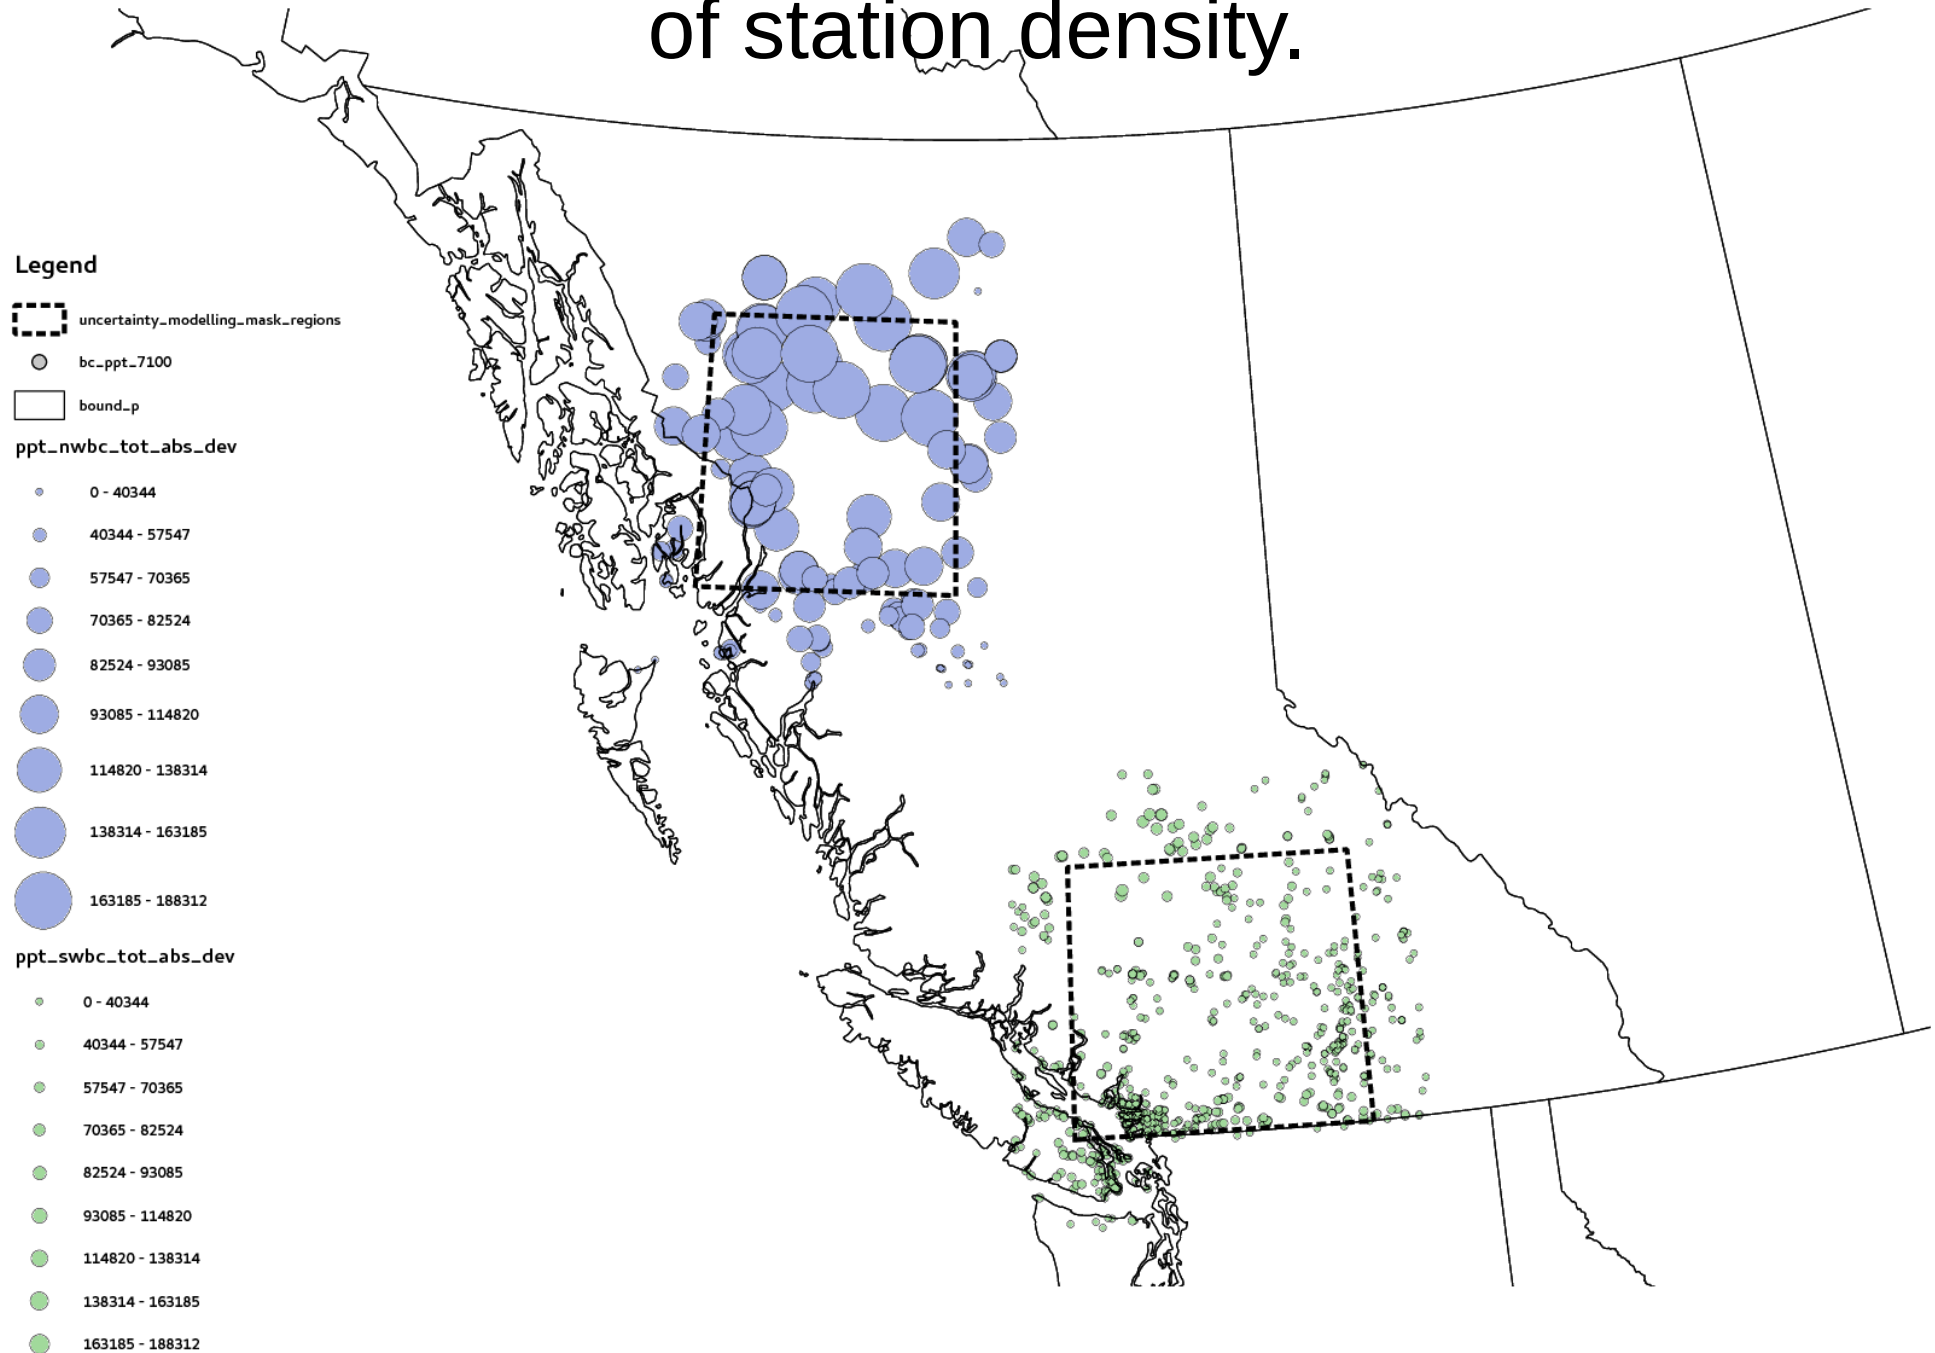 of station density.
Legend
uncertainty_modelling_mask_regions
bc_ppt_7100
bound_p
ppt_nwbc_tot_abs_dev
0 - 40344
40344 - 57547
57547 - 70365
70365 - 82524
82524 - 93085
93085 - 114820
114820 - 138314
138314 - 163185
163185 - 188312
ppt_swbc_tot_abs_dev
0 - 40344
40344 - 57547
57547 - 70365
70365 - 82524
82524 - 93085
93085 - 114820
114820 - 138314
138314 - 163185
163185 - 188312